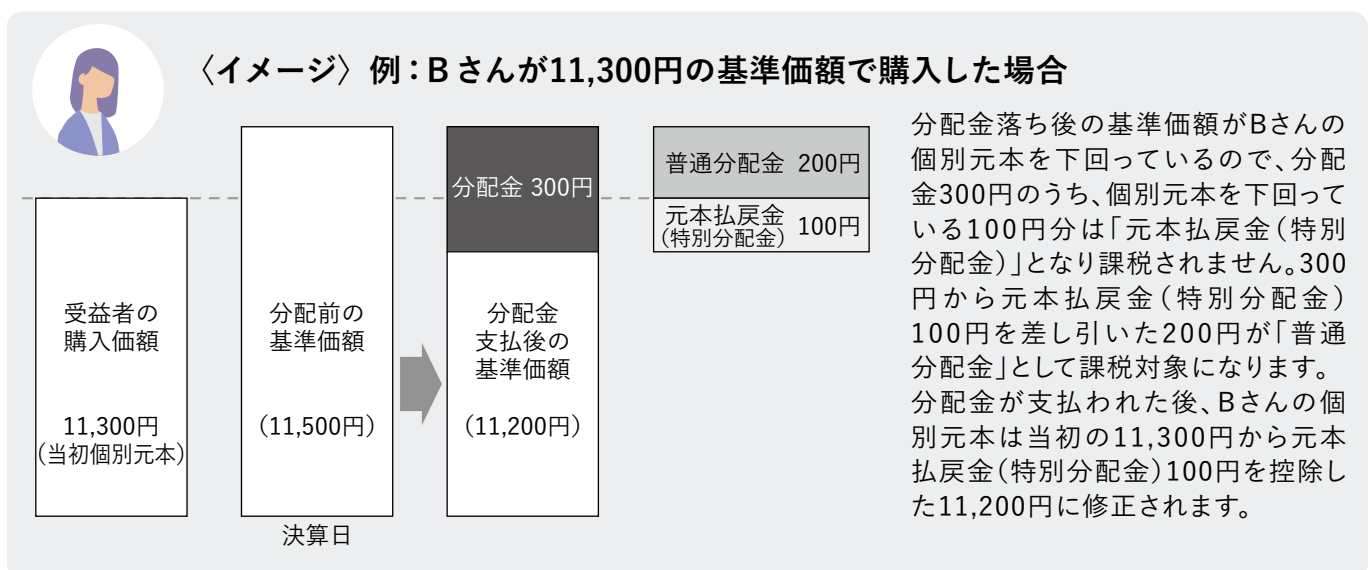 〈イメージ〉例：Bさんが11,300円の基準価額で購入した場合
受益者の
購入価額
11,300円
(当初個別元本)
分配前の
基準価額
(11,500円)
決算日
分配金 300円
分配金
支払後の
基準価額
(11,200円)
普通分配金 200円
元本払戻金
(特別分配金) 100円
分配金落ち後の基準価額がBさんの
個別元本を下回っているので、分配
金300円のうち、個別元本を下回って
いる100円分は「元本払戻金(特別
分配金)」となり課税されません。300
円から元本払戻金(特別分配金)
100円を差し引いた200円が「普通
分配金」として課税対象になります。
分配金が支払われた後、Bさんの個
別元本は当初の11,300円から元本
払戻金(特別分配金)100円を控除し
た11,200円に修正されます。